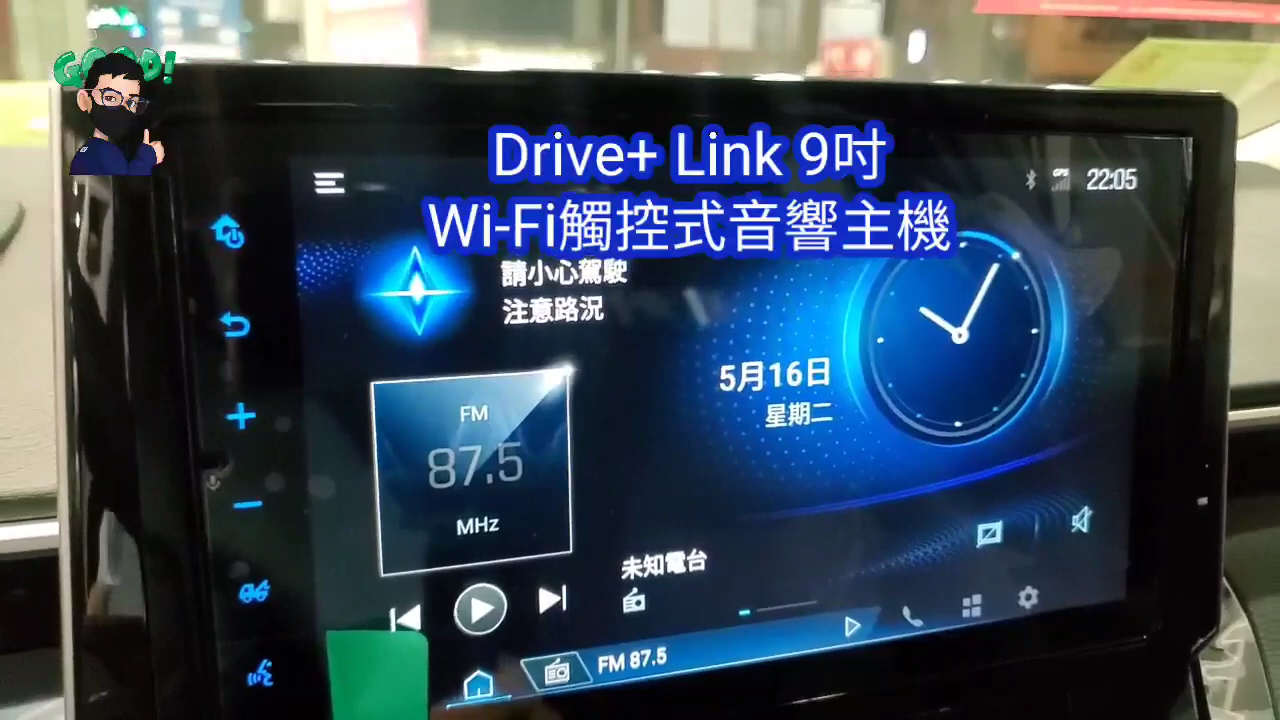 GOOD!
Drive+ Link 9吋
Wi-Fi觸控式音響主機
22:05
請小心駕駛
注意路況
5月16日
星期二
FM
87.5
MHz
未知電台
FM 87.5